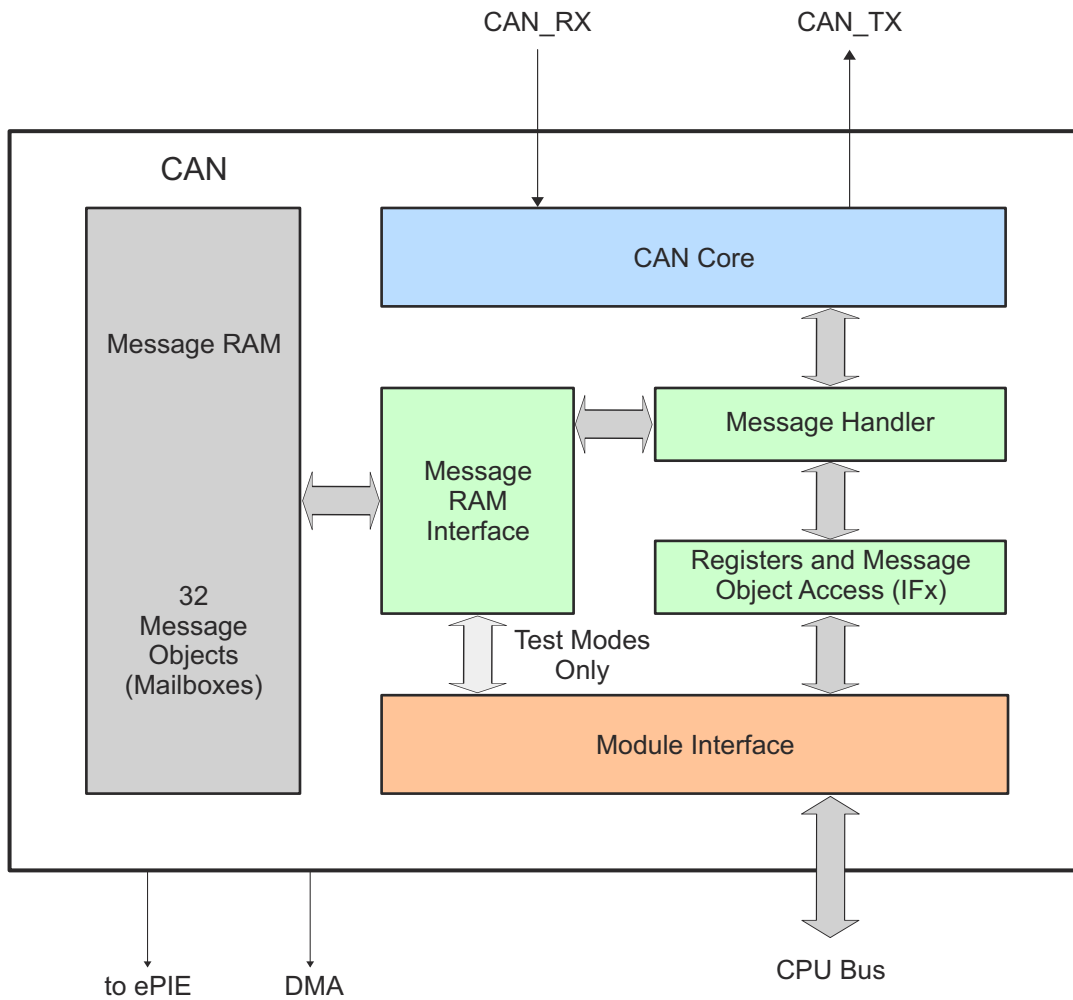 CAN_RX
CAN_TX
CAN
CAN Core
Message RAM
Message Handler
Message
RAM
Interface
Registers and Message
Object Access (IFx)
32
Message
Objects
(Mailboxes)
Test Modes
Only
Module Interface
CPU Bus
to ePIE
DMA